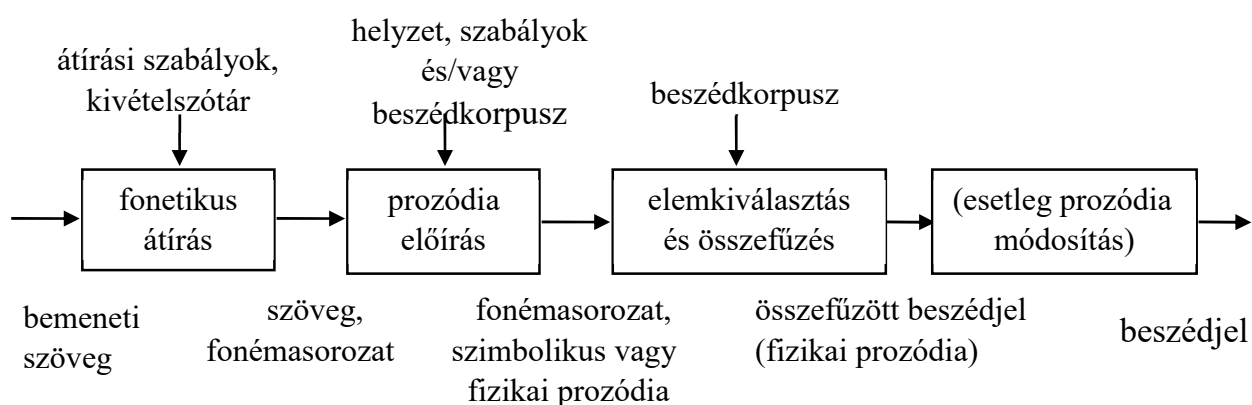 átírási szabályok,
kivételszótár
helyzet, szabályok
és/vagy
beszédkorpusz
beszédkorpusz
fonetikus
átírás
prozódia
előírás
elemkiválasztás
és összefűzés
(esetleg prozódia
módosítás)
bemeneti
szöveg
szöveg,
fonémasorozat
fonémasorozat,
szimbolikus vagy
fizikai prozódia
összefűzött beszédjel
(fizikai prozódia)
beszédjel